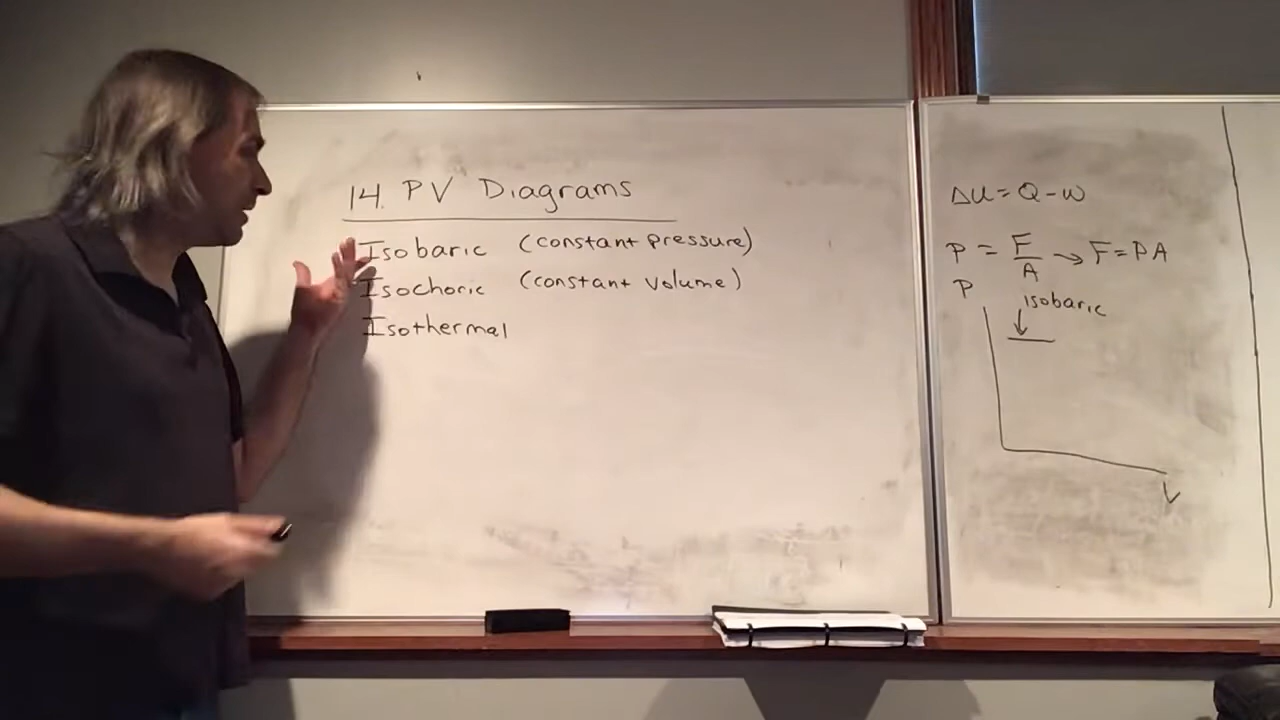 14. PV Diagrams
Isobaric (constant pressure)
Isochoric (constant volume)
Isothermal
ΔU = Q - W
P = F/A → F = PA
P
isobaric
V